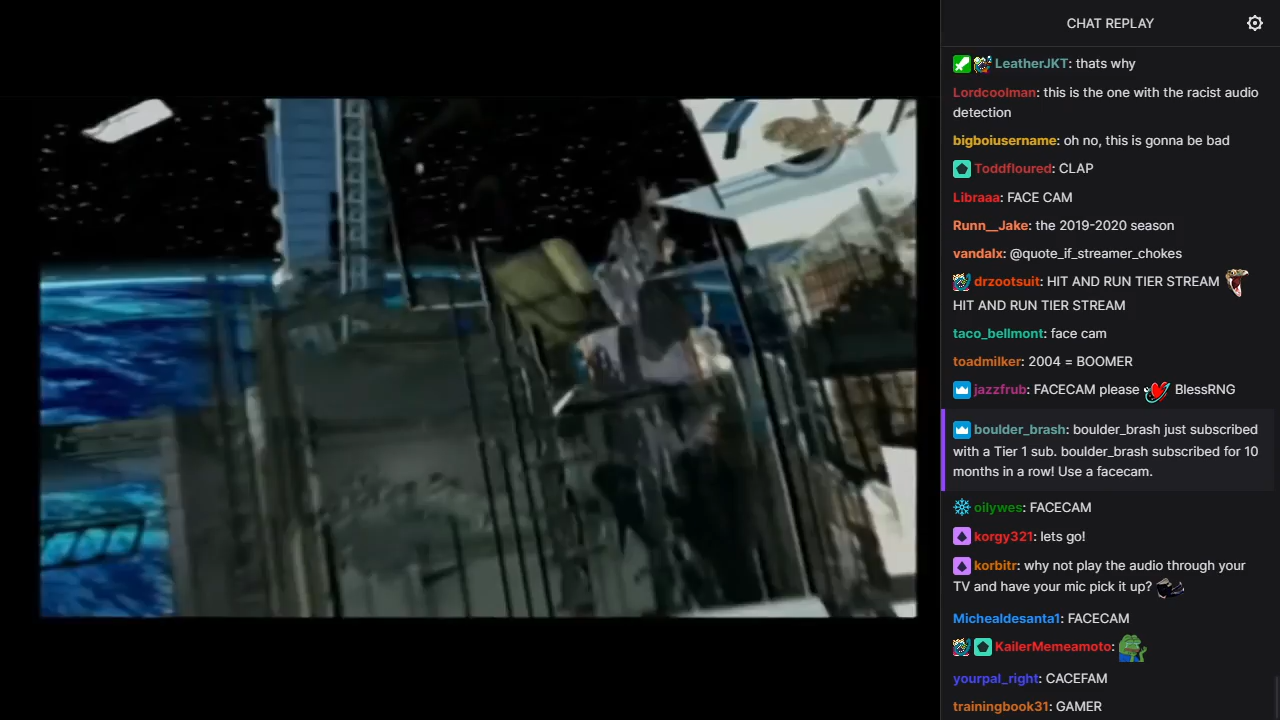 CHAT REPLAY
LeatherJKT: thats why
Lordcoolman: this is the one with the racist audio
detection
bigboiusername: oh no, this is gonna be bad
Toddfloured: CLAP
Libraaa: FACE CAM
Runn__Jake: the 2019-2020 season
vandalx: @quote_if_streamer_chokes
drzootsuit: HIT AND RUN TIER STREAM
HIT AND RUN TIER STREAM
taco_bellmont: face cam
toadmilker: 2004 = BOOMER
jazzfrub: FACECAM please BlessRNG
boulder_brash: boulder_brash just subscribed
with a Tier 1 sub. boulder_brash subscribed for 10
months in a row! Use a facecam.
oilywes: FACECAM
korgy321: lets go!
korbitr: why not play the audio through your
TV and have your mic pick it up?
Michealdesanta1: FACECAM
KailerMemeamoto:
yourpal_right: CACEFAM
trainingbook31: GAMER